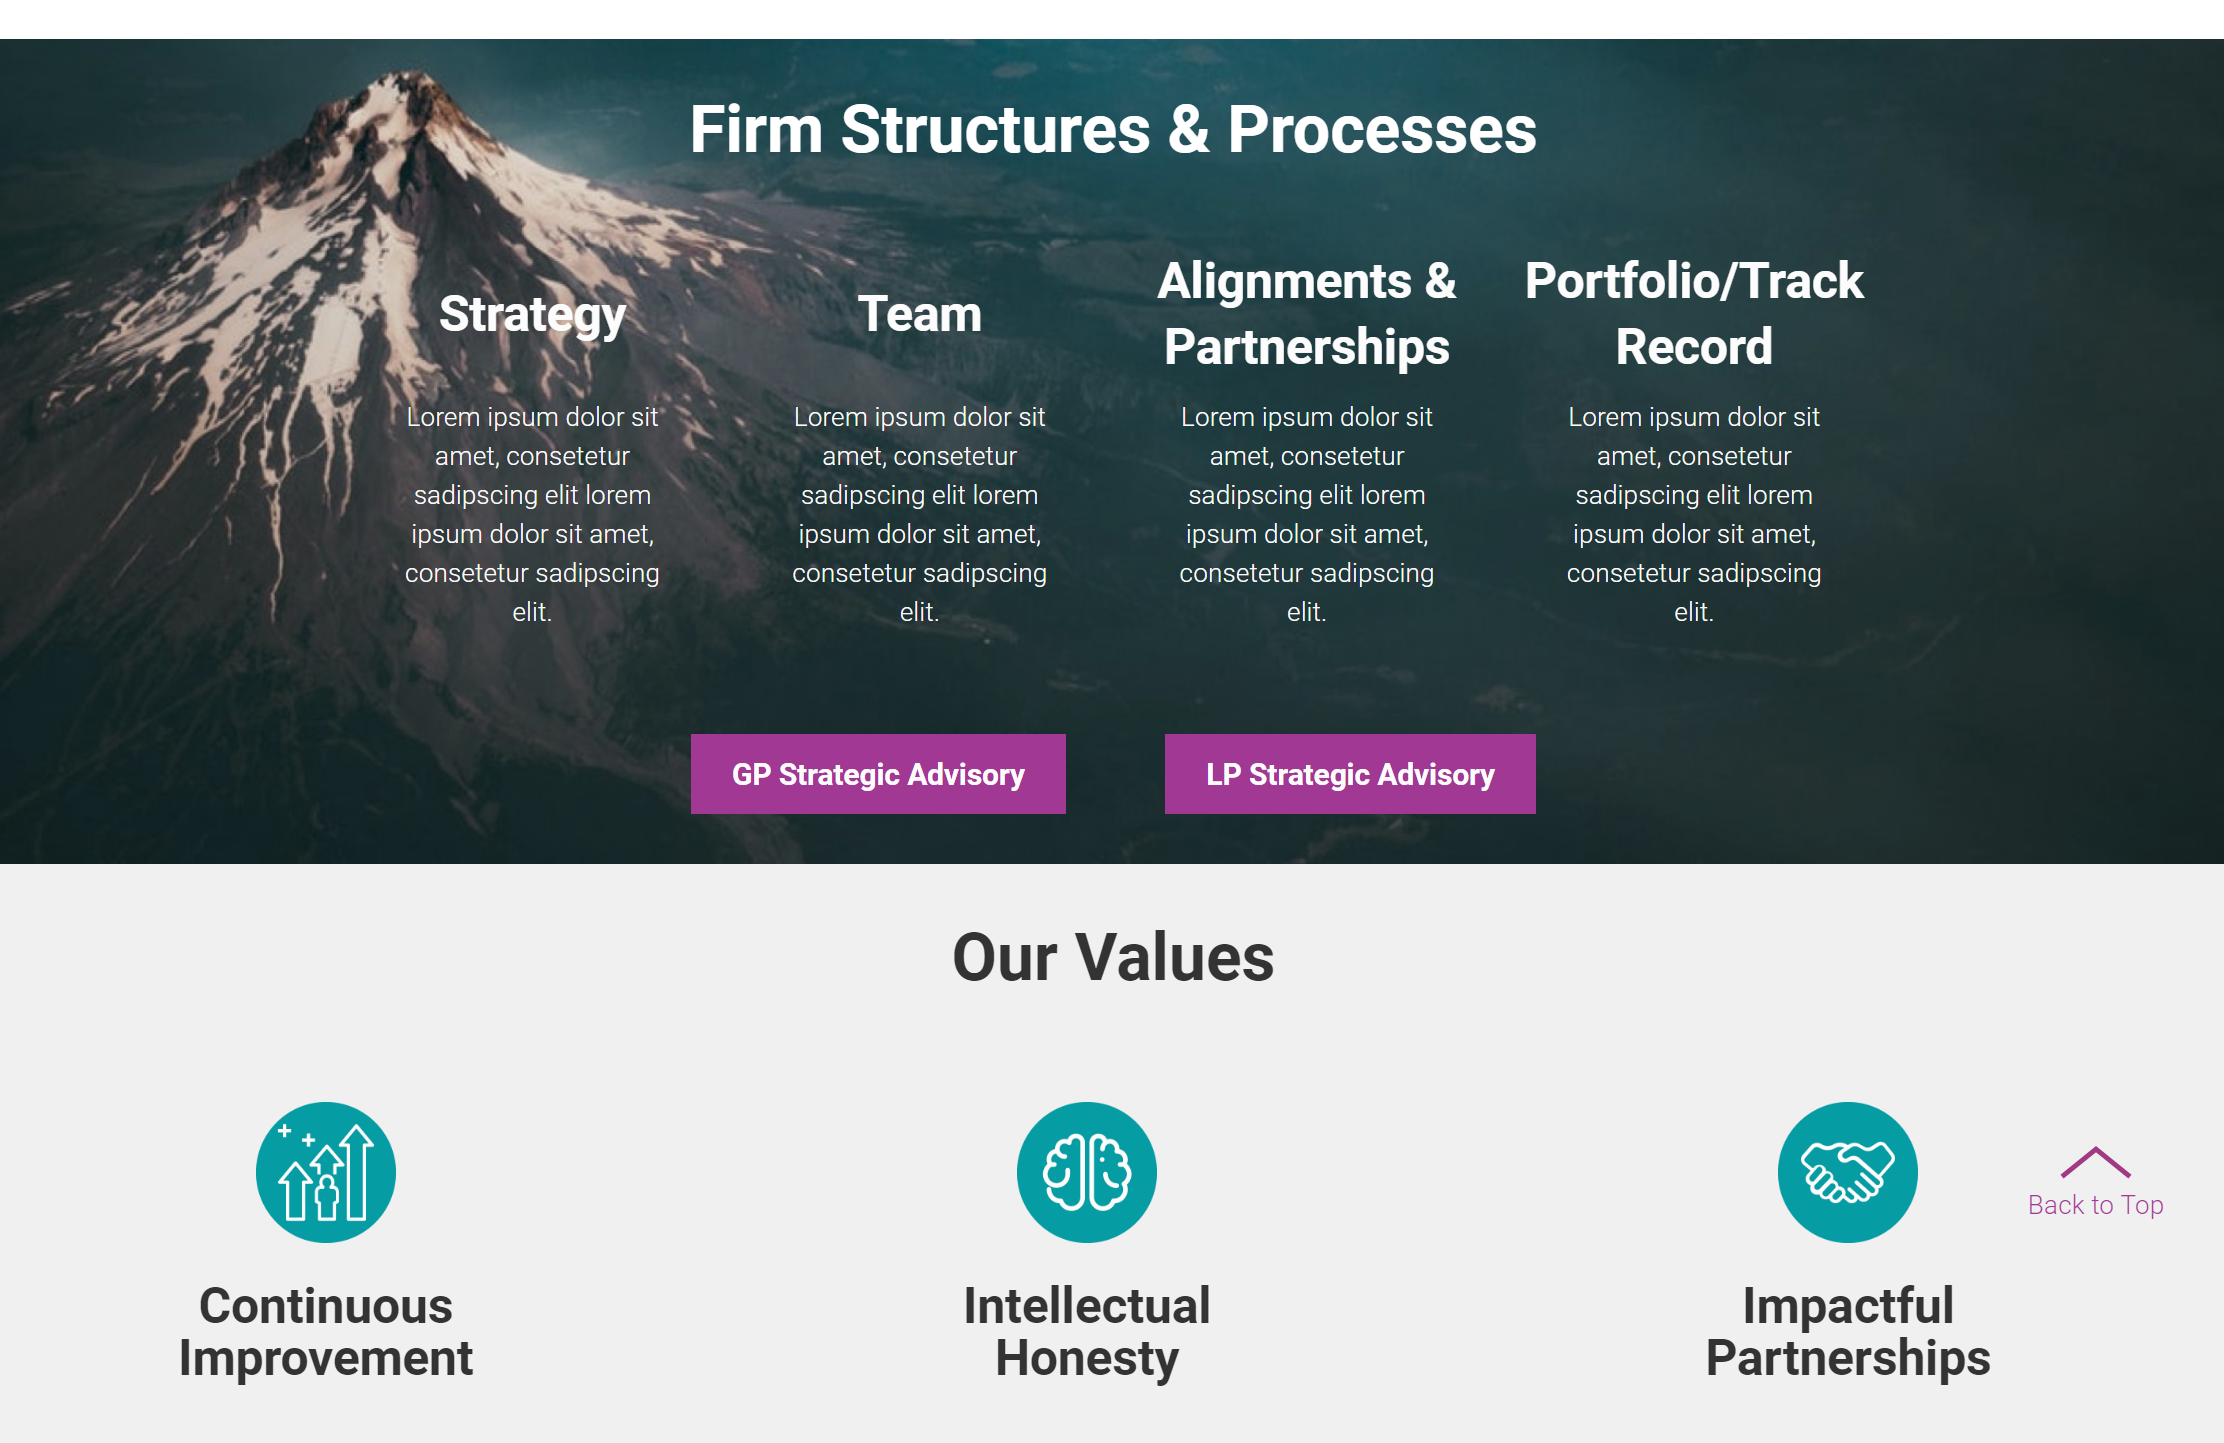 Firm Structures & Processes
Strategy
Lorem ipsum dolor sit
amet, consetetur
sadipscing elit lorem
ipsum dolor sit amet,
consetetur sadipscing
elit.
Team
Lorem ipsum dolor sit
amet, consetetur
sadipscing elit lorem
ipsum dolor sit amet,
consetetur sadipscing
elit.
Alignments &
Partnerships
Lorem ipsum dolor sit
amet, consetetur
sadipscing elit lorem
ipsum dolor sit amet,
consetetur sadipscing
elit.
Portfolio/Track
Record
Lorem ipsum dolor sit
amet, consetetur
sadipscing elit lorem
ipsum dolor sit amet,
consetetur sadipscing
elit.
GP Strategic Advisory
LP Strategic Advisory
Our Values
Continuous
Improvement
Intellectual
Honesty
Impactful
Partnerships
Back to Top